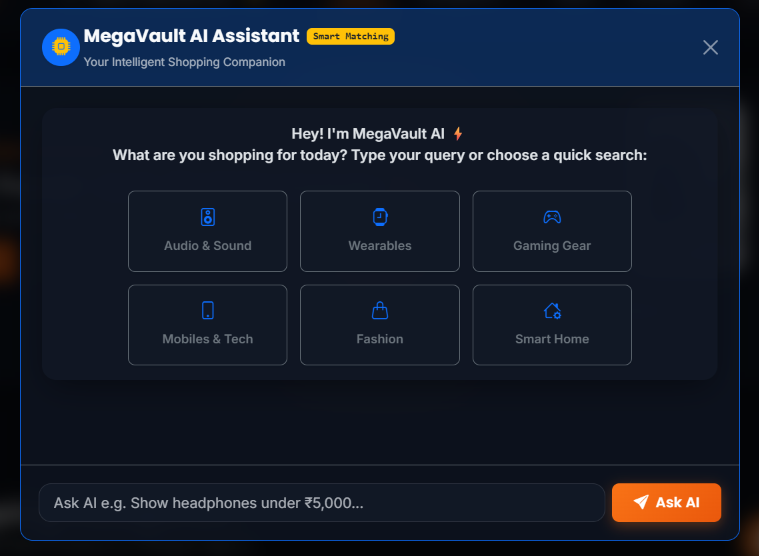 MegaVault AI Assistant Smart Matching
Your Intelligent Shopping Companion
Hey! I'm MegaVault AI
What are you shopping for today? Type your query or choose a quick search:
Audio & Sound
Wearables
Gaming Gear
Mobiles & Tech
Fashion
Smart Home
Ask AI e.g. Show headphones under ₹5,000...
Ask AI